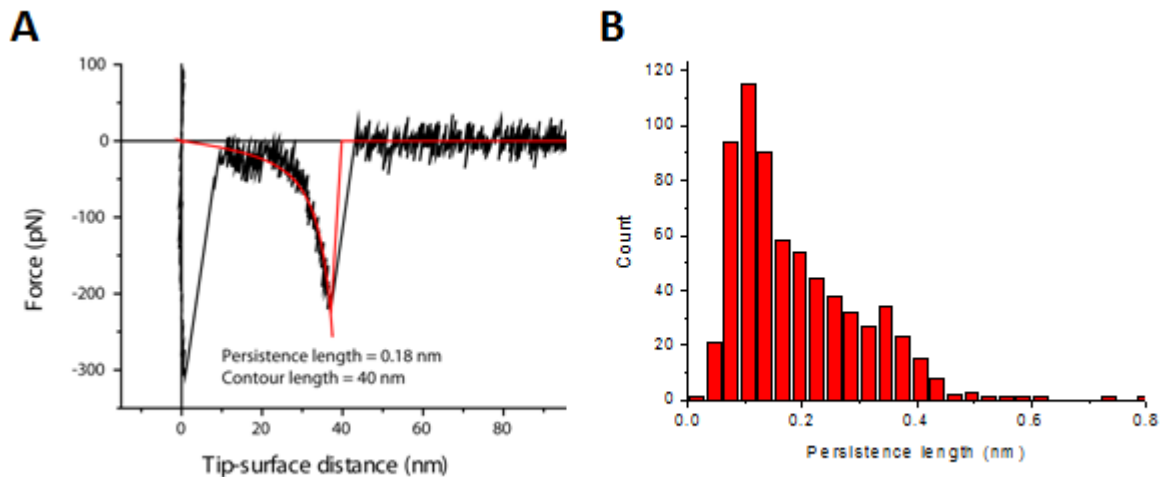 A
100
0
-100
-200
-300
Force (pN)
Persistence length = 0.18 nm
Contour length = 40 nm
0 20 40 60 80
Tip-surface distance (nm)
B
120
100
80
60
40
20
0
Count
0.0 0.2 0.4 0.6 0.8
Persistence length (nm)